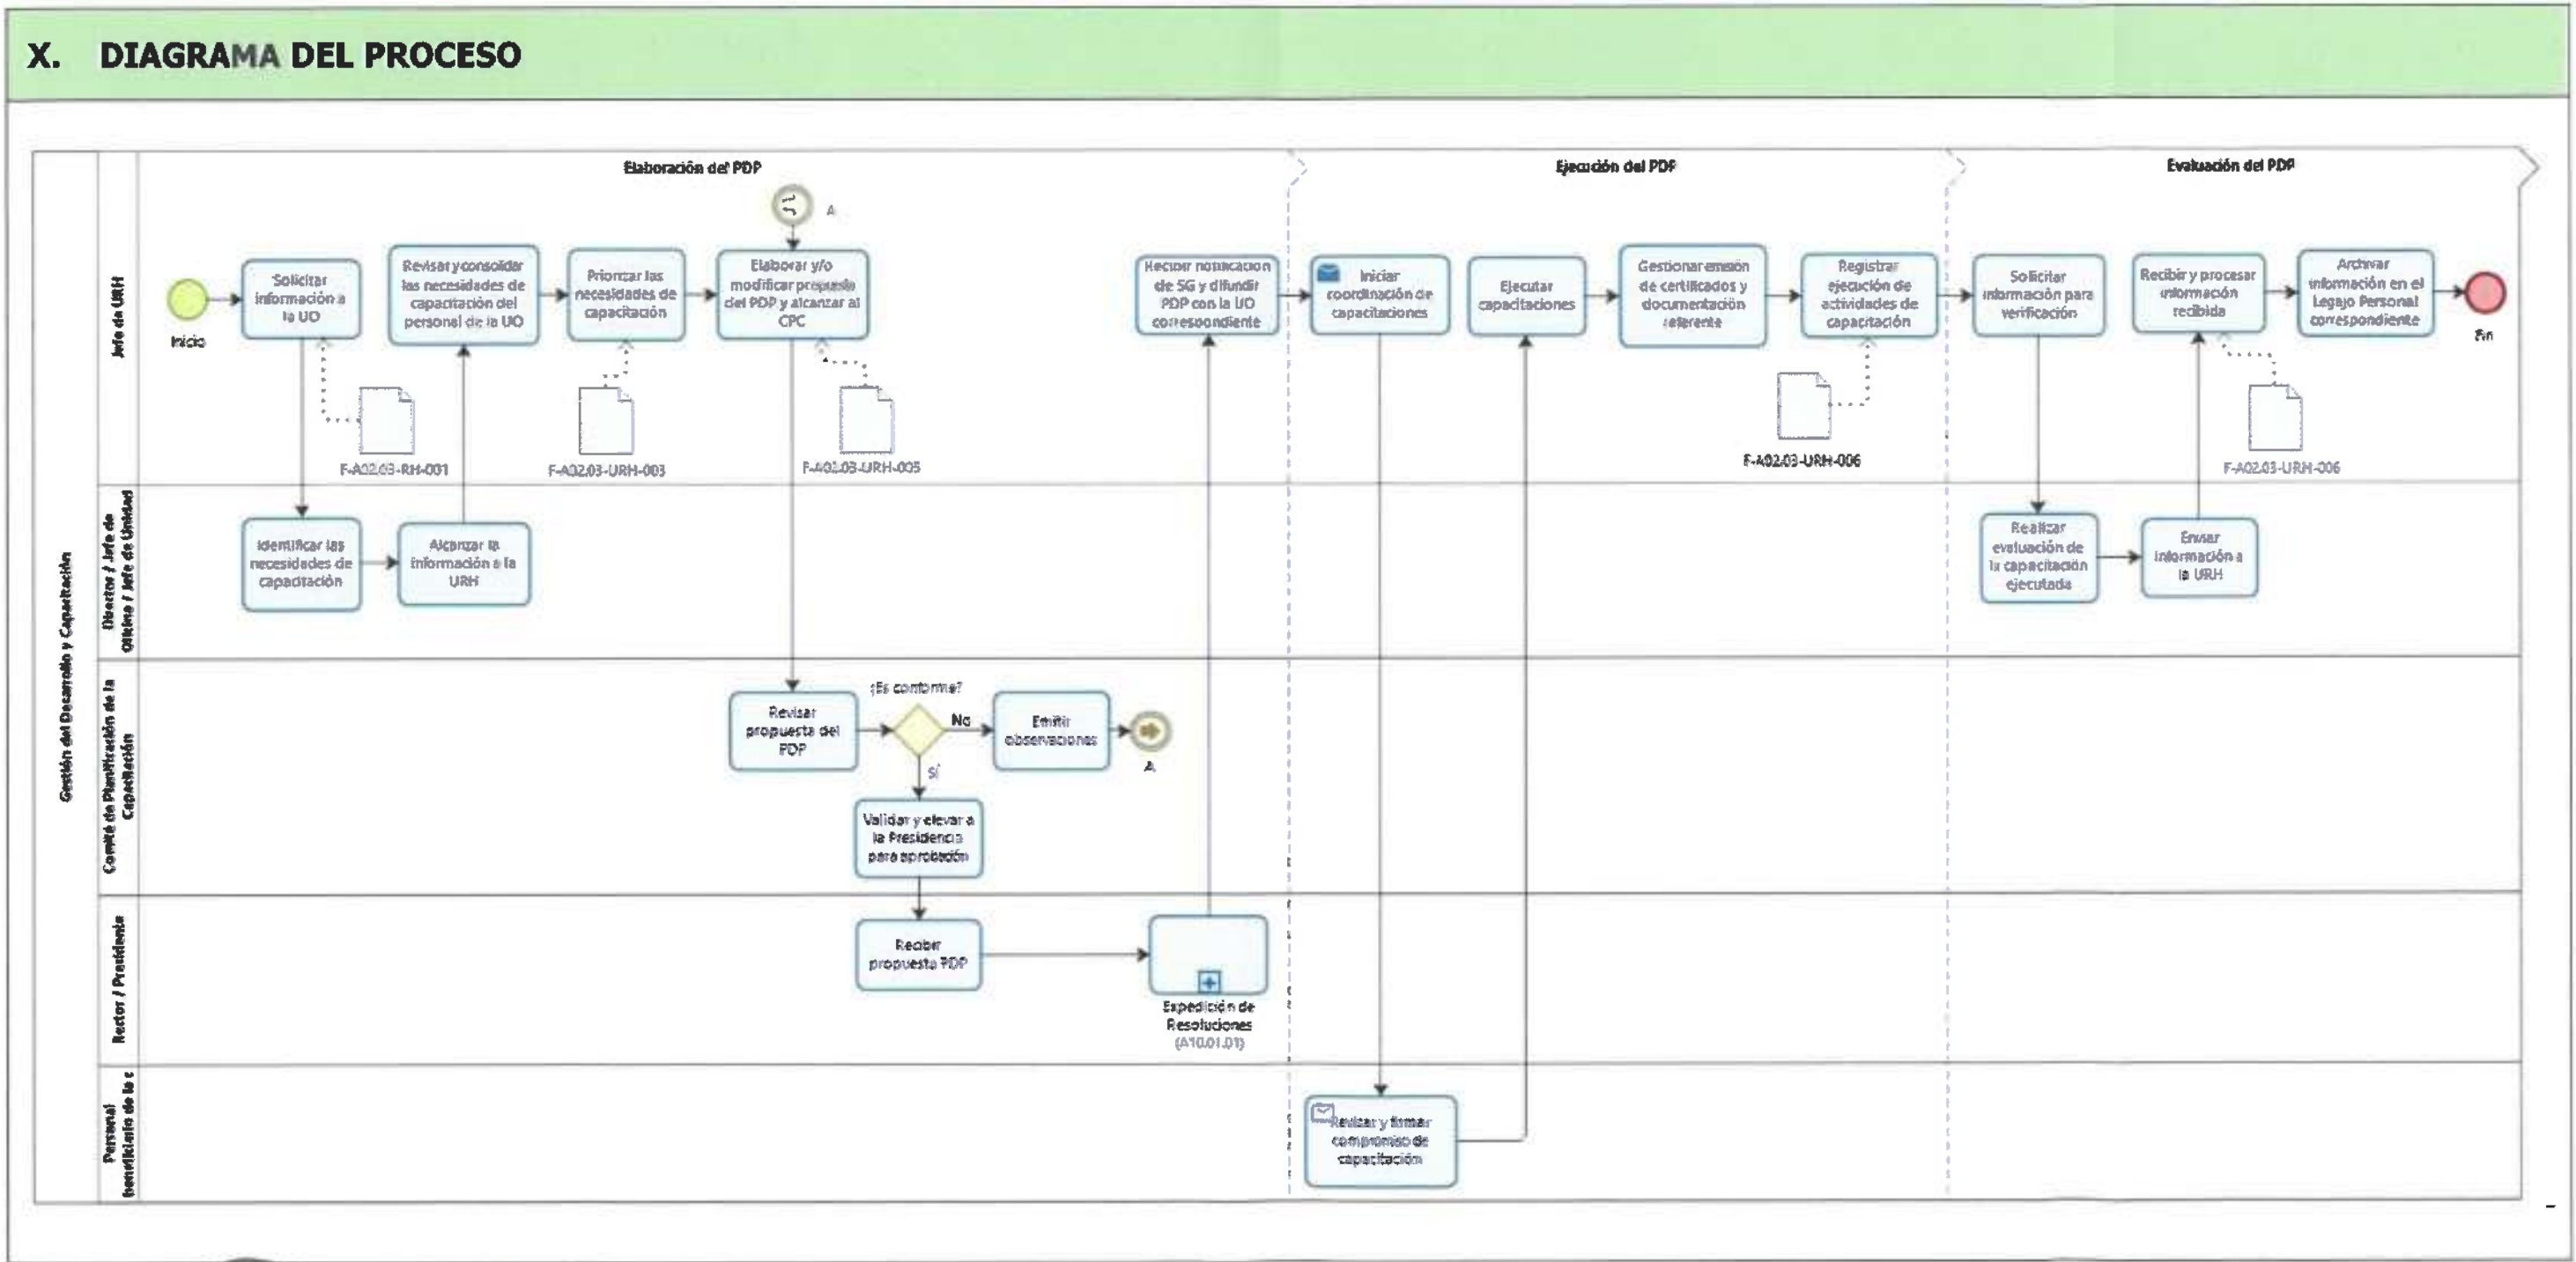 X. DIAGRAMA DEL PROCESO
Elaboración del PDP
Ejecución del PDP
Evaluación del PDP
Gestión del Desarrollo y Capacitación
Jefe de URH
Inicio
Solicitar
información a
la UO
Revisar y consolidar
las necesidades de
capacitación del
personal de la UO
Priorizar las
necesidades de
capacitación
A
Elaborar y/o
modificar propuesta
del PDP y alcanzar al
CPC
Recibir notificación
de SG y difundir
PDP con la UO
correspondiente
Iniciar
coordinación de
capacitaciones
Ejecutar
capacitaciones
Gestionar emisión
de certificados y
documentación
referente
Registrar
ejecución de
actividades de
capacitación
Solicitar
información para
verificación
Recibir y procesar
información
recibida
Archivar
información en el
Legajo Personal
correspondiente
Fin
F-A02.03-RH-001
F-A02.03-URH-003
F-A02.03-URH-005
F-A02.03-URH-006
F-A02.03-URH-006
Director / Jefe de
Oficina / Jefe de Unidad
Identificar las
necesidades de
capacitación
Alcanzar la
información a la
URH
Realizar
evaluación de
la capacitación
ejecutada
Enviar
información a
la URH
Comité de Planificación de la
Capacitación
Revisar
propuesta del
PDP
¿Es conforme?
No
Emitir
observaciones
A
Sí
Validar y elevar a
la Presidencia
para aprobación
Rector / Presidente
Recibir
propuesta PDP
Expedición de
Resoluciones
(A10.01.01)
Personal
beneficiario de la c
Revisar y firmar
compromiso de
capacitación